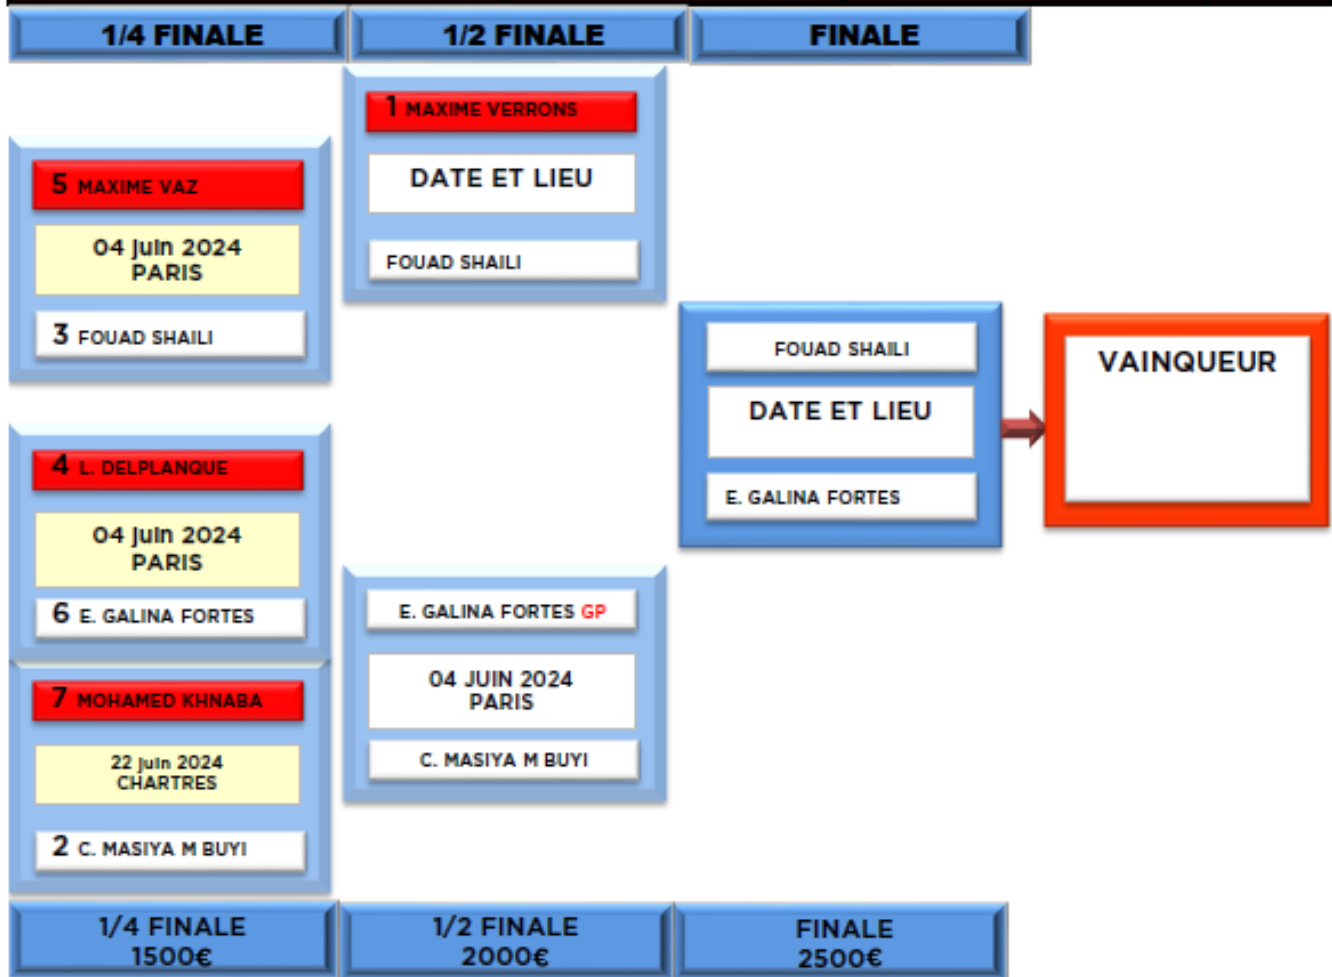 1/4 FINALE
1/2 FINALE
FINALE
5 MAXIME VAZ
04 juin 2024
PARIS
3 FOUAD SHAILI
4 L. DELPLANQUE
04 juin 2024
PARIS
6 E. GALINA FORTES
7 MOHAMED KHNABA
22 juin 2024
CHARTRES
2 C. MASIYA M BUYI
1 MAXIME VERRONS
DATE ET LIEU
FOUAD SHAILI
E. GALINA FORTES GP
04 JUIN 2024
PARIS
C. MASIYA M BUYI
FOUAD SHAILI
DATE ET LIEU
E. GALINA FORTES
VAINQUEUR
1/4 FINALE
1500€
1/2 FINALE
2000€
FINALE
2500€